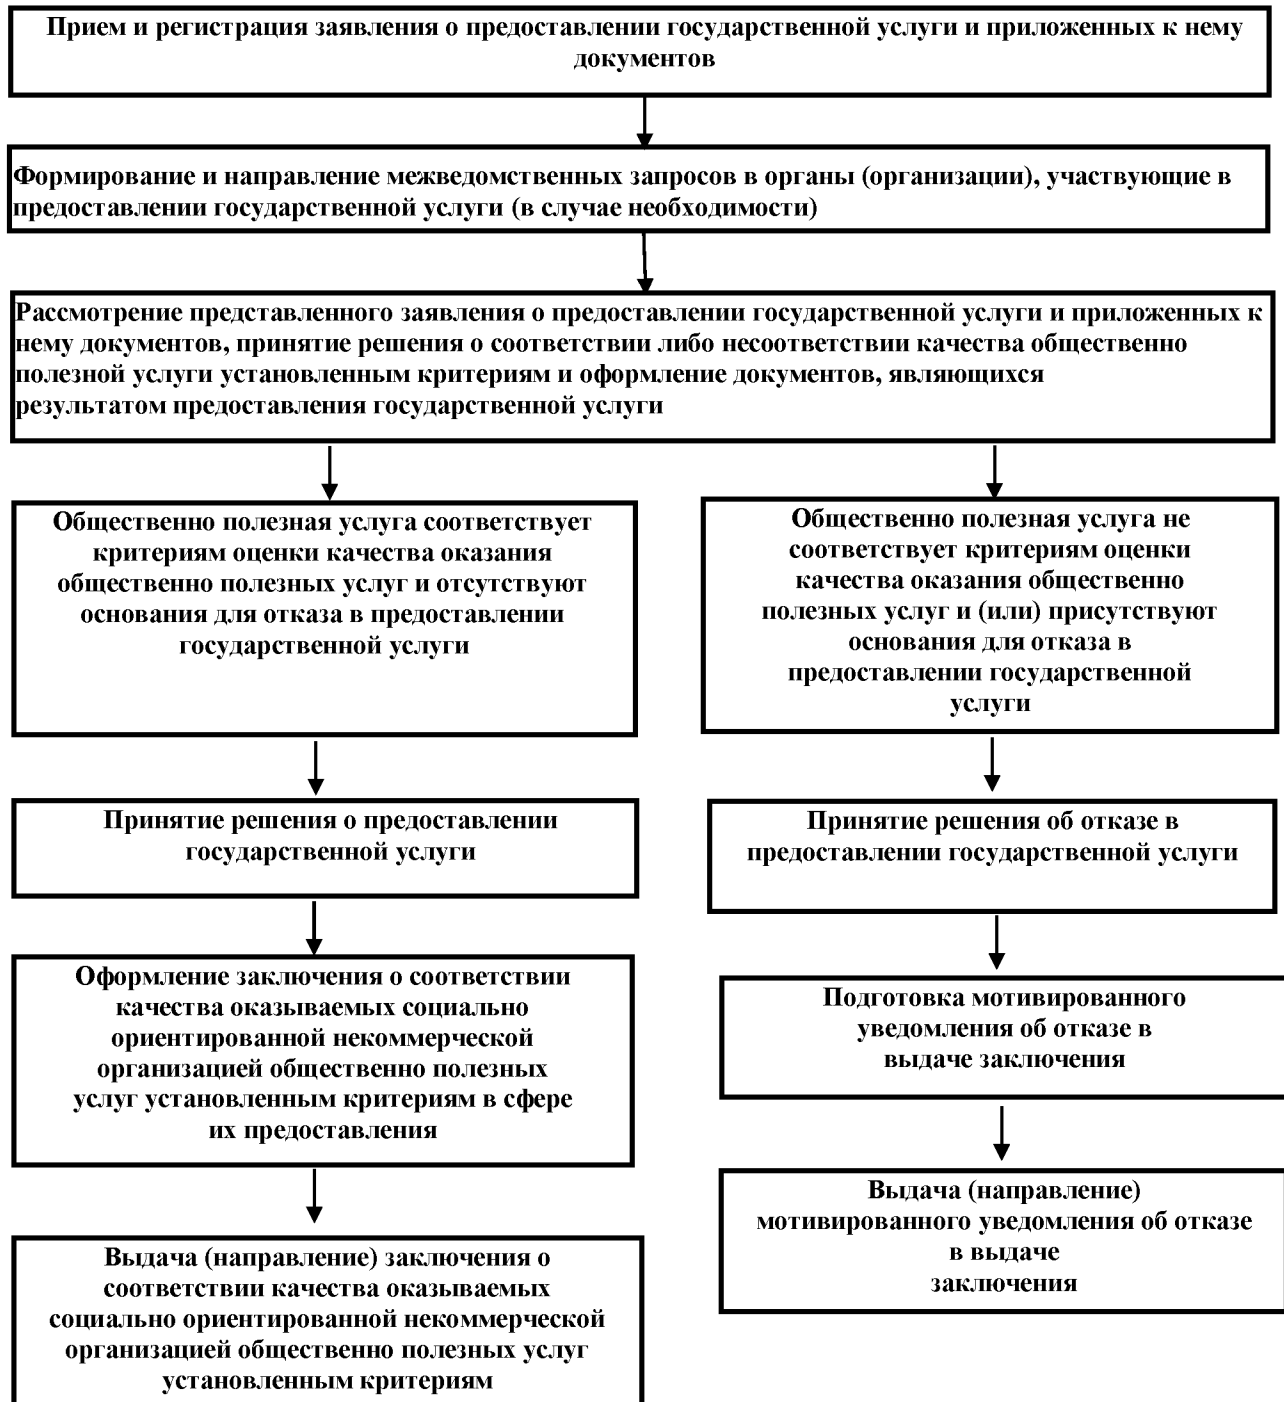 Прием и регистрация заявления о предоставлении государственной услуги и приложенных к нему
документов
Формирование и направление межведомственных запросов в органы (организации), участвующие в
предоставлении государственной услуги (в случае необходимости)
Рассмотрение представленного заявления о предоставлении государственной услуги и приложенных к
нему документов, принятие решения о соответствии либо несоответствии качества общественно
полезной услуги установленным критериям и оформление документов, являющихся
результатом предоставления государственной услуги
Общественно полезная услуга соответствует
критериям оценки качества оказания
общественно полезных услуг и отсутствуют
основания для отказа в предоставлении
государственной услуги
Общественно полезная услуга не
соответствует критериям оценки
качества оказания общественно
полезных услуг и (или) присутствуют
основания для отказа в
предоставлении государственной
услуги
Принятие решения о предоставлении
государственной услуги
Принятие решения об отказе в
предоставлении государственной услуги
Оформление заключения о соответствии
качества оказываемых социально
ориентированной некоммерческой
организацией общественно полезных
услуг установленным критериям в сфере
их предоставления
Подготовка мотивированного
уведомления об отказе в
выдаче заключения
Выдача (направление) заключения о
соответствии качества оказываемых
социально ориентированной некоммерческой
организацией общественно полезных услуг
установленным критериям
Выдача (направление)
мотивированного уведомления об отказе
в выдаче
заключения